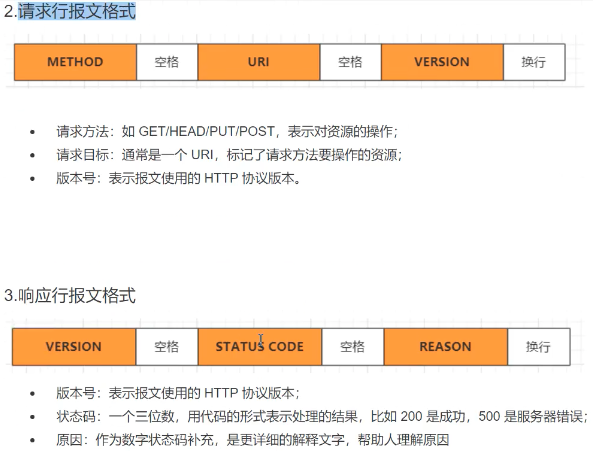 2.请求行报文格式
METHOD 空格 URI 空格 VERSION 换行
• 请求方法：如 GET/HEAD/PUT/POST，表示对资源的操作；
• 请求目标：通常是一个 URI，标记了请求方法要操作的资源；
• 版本号：表示报文使用的 HTTP 协议版本。
3.响应行报文格式
VERSION 空格 STATUS CODE 空格 REASON 换行
• 版本号：表示报文使用的 HTTP 协议版本；
• 状态码：一个三位数，用代码的形式表示处理的结果，比如 200 是成功，500 是服务器错误；
• 原因：作为数字状态码补充，是更详细的解释文字，帮助人理解原因